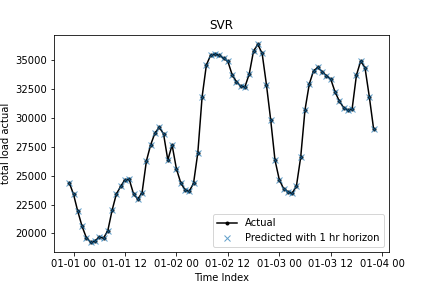 SVR
35000
32500
30000
27500
25000
22500
20000
total load actual
Actual
Predicted with 1 hr horizon
01-01 00 01-01 12 01-02 00 01-02 12 01-03 00 01-03 12 01-04 00
Time Index